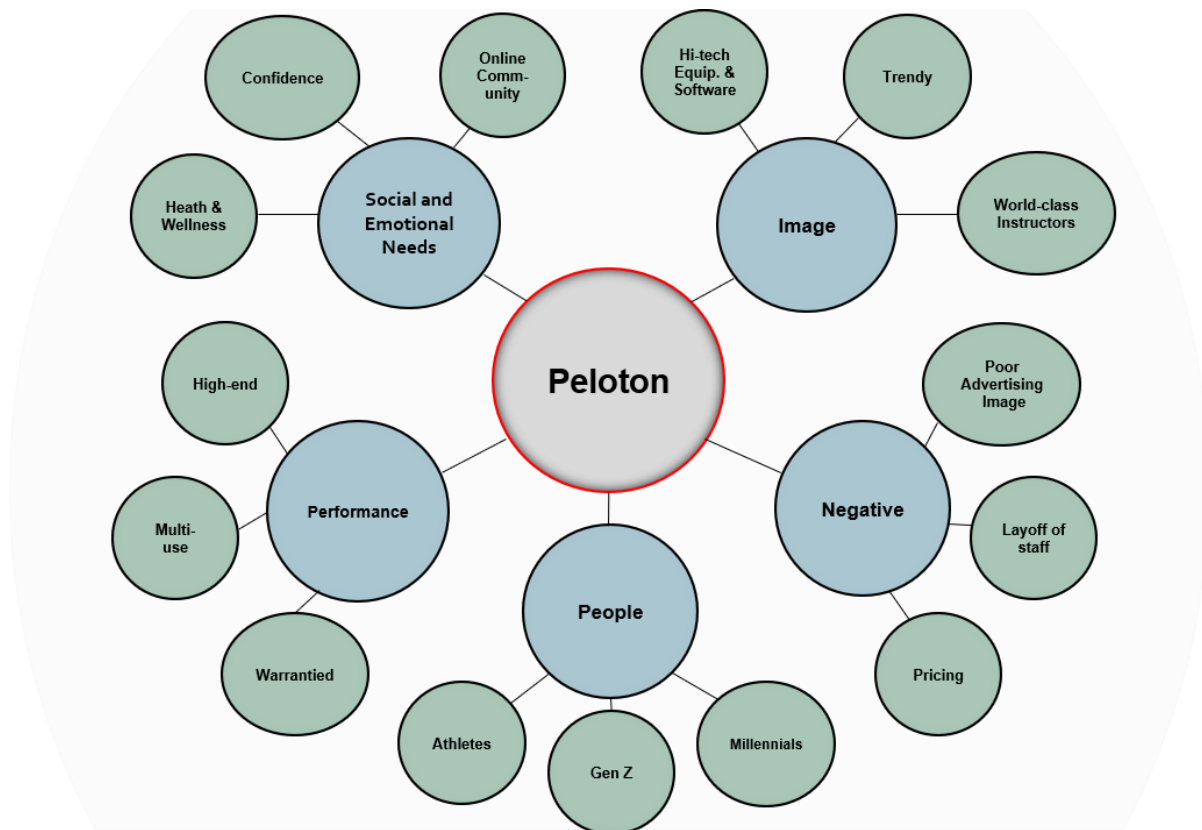 Confidence
Online
Comm-
unity
Heath &
Wellness
Social and
Emotional
Needs
Hi-tech
Equip. &
Software
Trendy
World-class
Instructors
Image
Peloton
High-end
Multi-
use
Warrantied
Performance
Poor
Advertising
Image
Layoff of
staff
Pricing
Negative
People
Athletes
Gen Z
Millennials